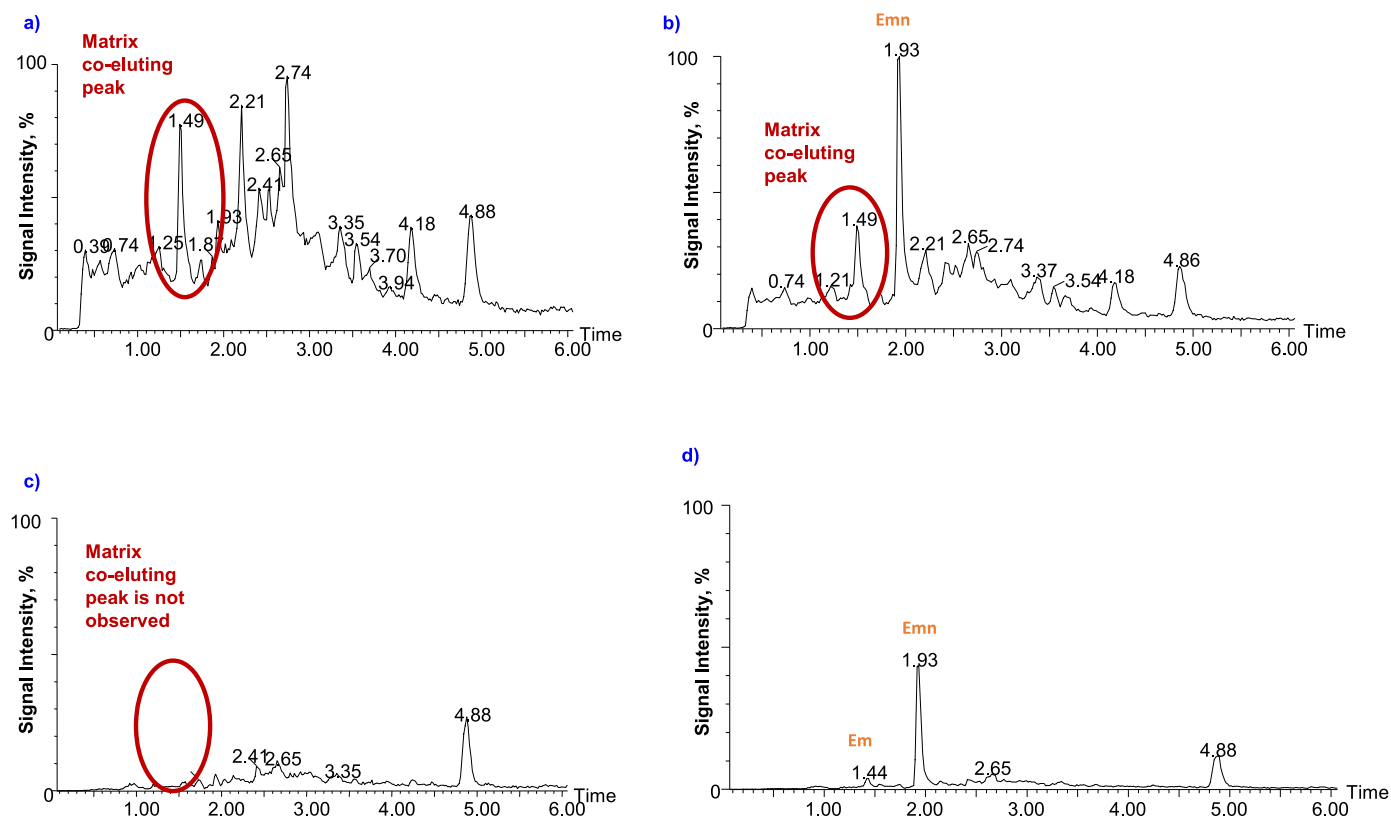 a)
Matrix
co-eluting
peak
100
Signal Intensity, %
0
0.39
0.74
1.25
1.49
1.87
1.93
2.21
2.41
2.65
2.74
3.35
3.54
3.70
3.94
4.18
4.88
1.00 2.00 3.00 4.00 5.00 6.00
Time
b)
Emn
Matrix
co-eluting
peak
100
Signal Intensity, %
0
0.74
1.21
1.49
1.93
2.21
2.65
2.74
3.37
3.54
4.18
4.86
1.00 2.00 3.00 4.00 5.00 6.00
Time
c)
Matrix
co-eluting
peak is not
observed
100
Signal Intensity, %
0
2.41
2.65
3.35
4.88
1.00 2.00 3.00 4.00 5.00 6.00
Time
d)
Emn
Em
100
Signal Intensity, %
0
1.44
1.93
2.65
4.88
1.00 2.00 3.00 4.00 5.00 6.00
Time